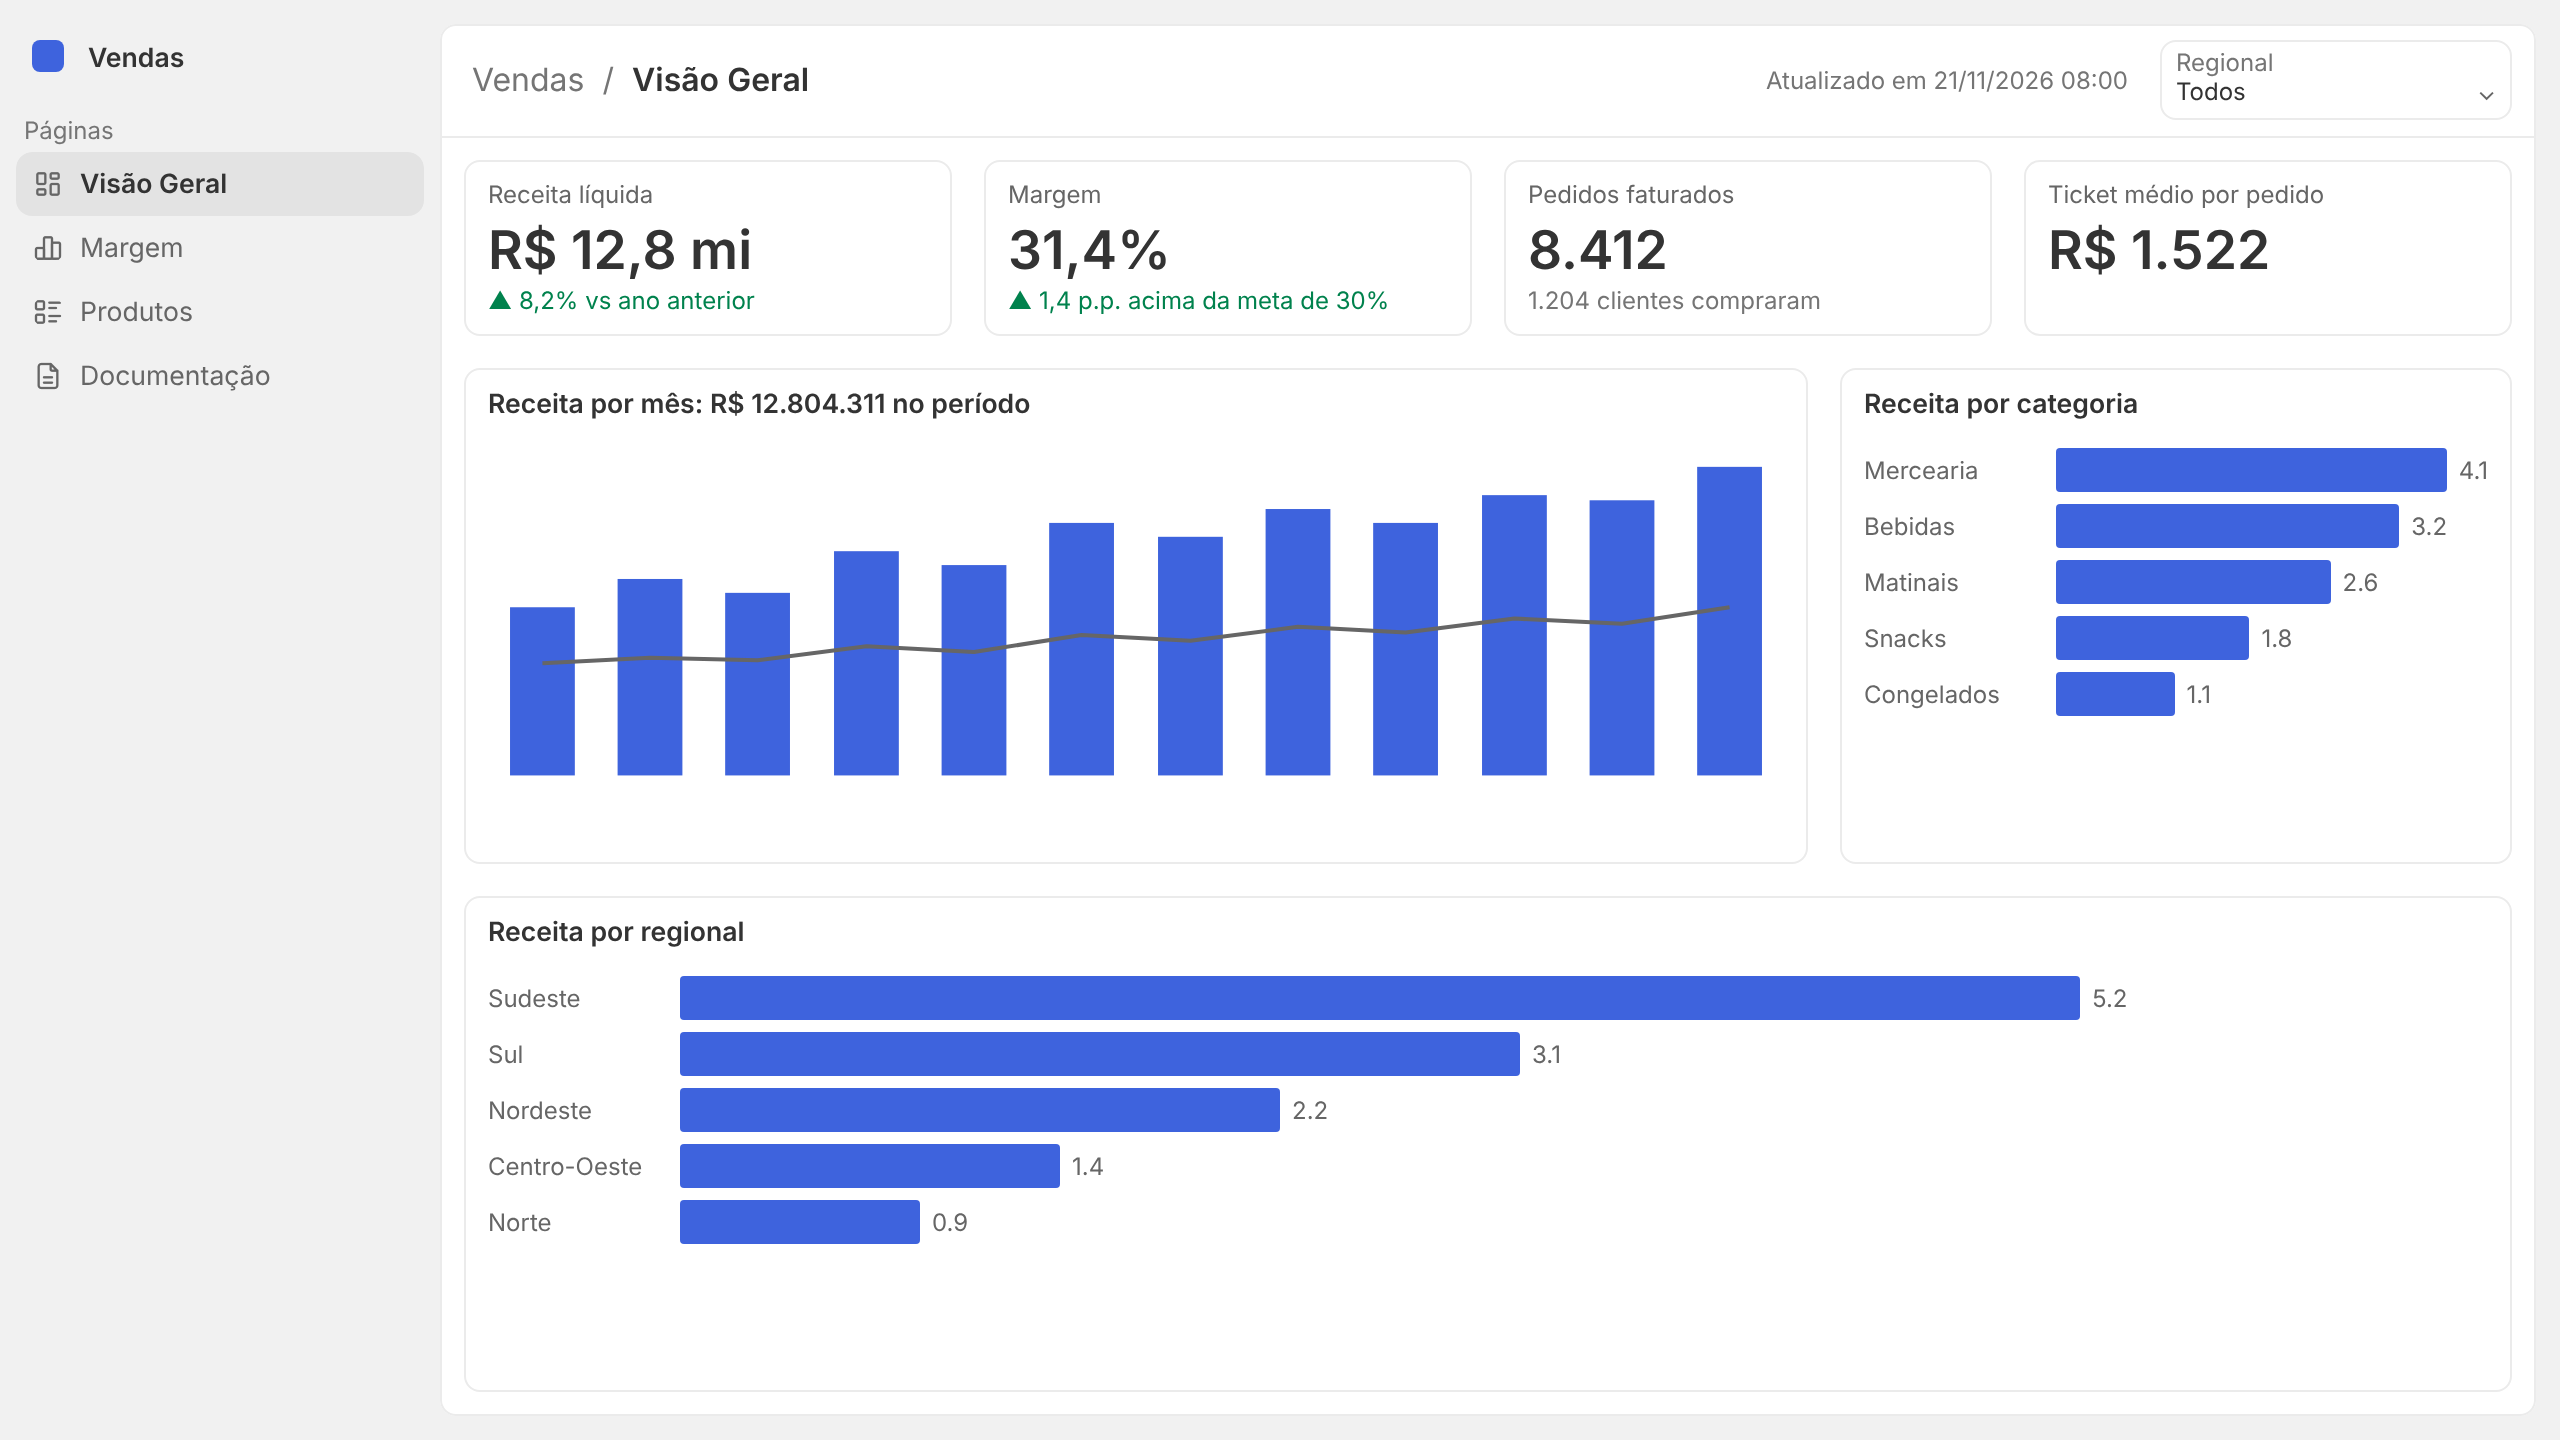 Vendas
Páginas
Visão Geral
Margem
Produtos
Documentação
Vendas / Visão Geral
Atualizado em 21/11/2026 08:00
Regional
Todos
Receita líquida
R$ 12,8 mi
▲ 8,2% vs ano anterior
Margem
31,4%
▲ 1,4 p.p. acima da meta de 30%
Pedidos faturados
8.412
1.204 clientes compraram
Ticket médio por pedido
R$ 1.522
Receita por mês: R$ 12.804.311 no período
Receita por categoria
Mercearia 4.1
Bebidas 3.2
Matinais 2.6
Snacks 1.8
Congelados 1.1
Receita por regional
Sudeste 5.2
Sul 3.1
Nordeste 2.2
Centro-Oeste 1.4
Norte 0.9